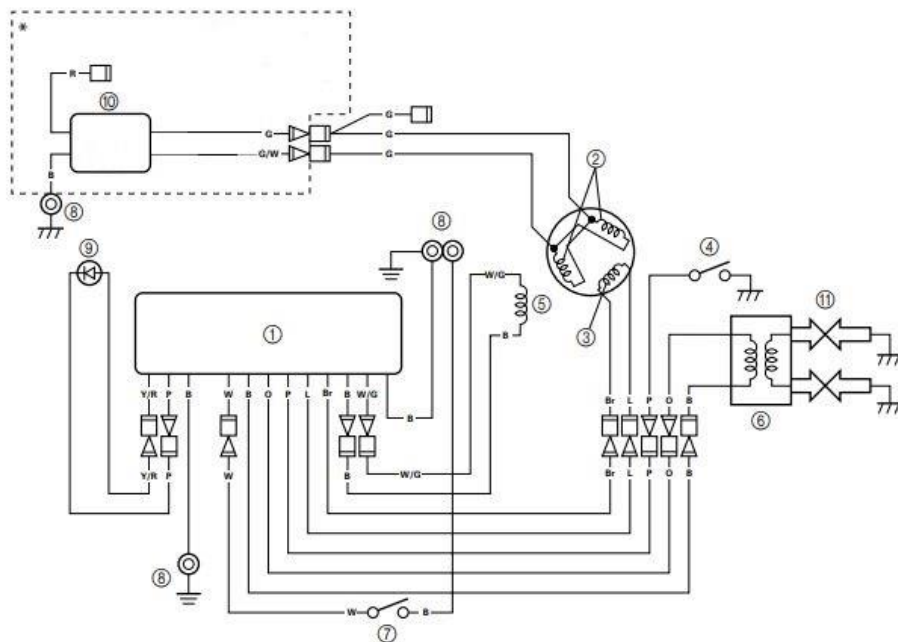 *
R
⑩
G
G
G
G/W
G
B
②
⑧
⑧
④
⑨
W/G
⑤
⑪
①
③
B
Y/R P B W B O P L Br B W/G
B
Br L P O B
⑥
W/G
Y/R P W B Br L P O B
⑧
W B
⑦